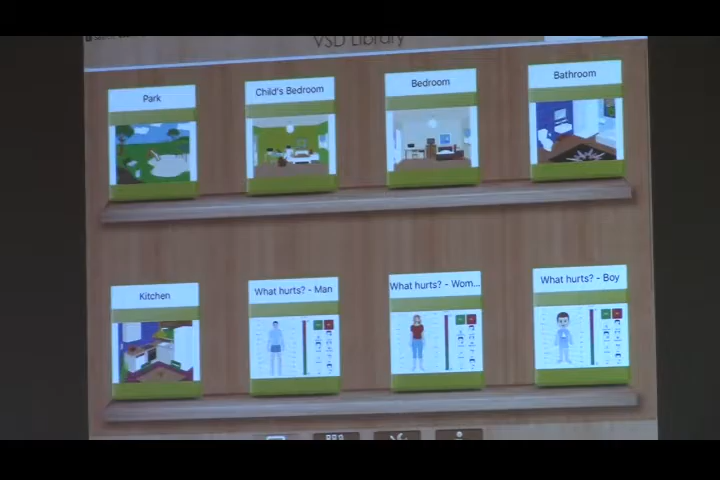 VSD Library
Park
Child's Bedroom
Bedroom
Bathroom
Kitchen
What hurts? - Man
What hurts? - Wom...
What hurts? - Boy